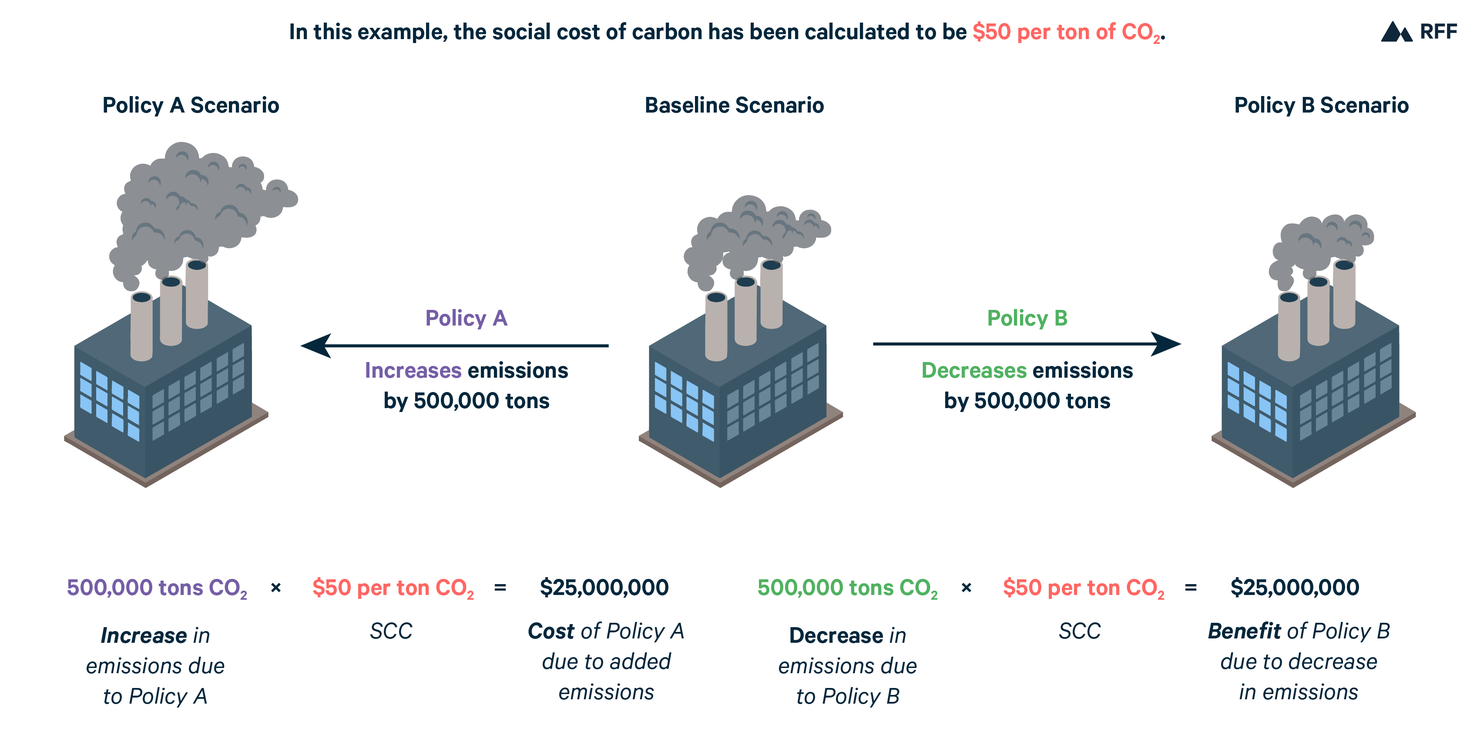 In this example, the social cost of carbon has been calculated to be $50 per ton of CO₂.
RFF
Policy A Scenario
Baseline Scenario
Policy B Scenario
Policy A
Increases emissions
by 500,000 tons
Policy B
Decreases emissions
by 500,000 tons
500,000 tons CO₂ × $50 per ton CO₂ = $25,000,000
Increase in
emissions due
to Policy A
SCC
Cost of Policy A
due to added
emissions
500,000 tons CO₂ × $50 per ton CO₂ = $25,000,000
Decrease in
emissions due
to Policy B
SCC
Benefit of Policy B
due to decrease
in emissions